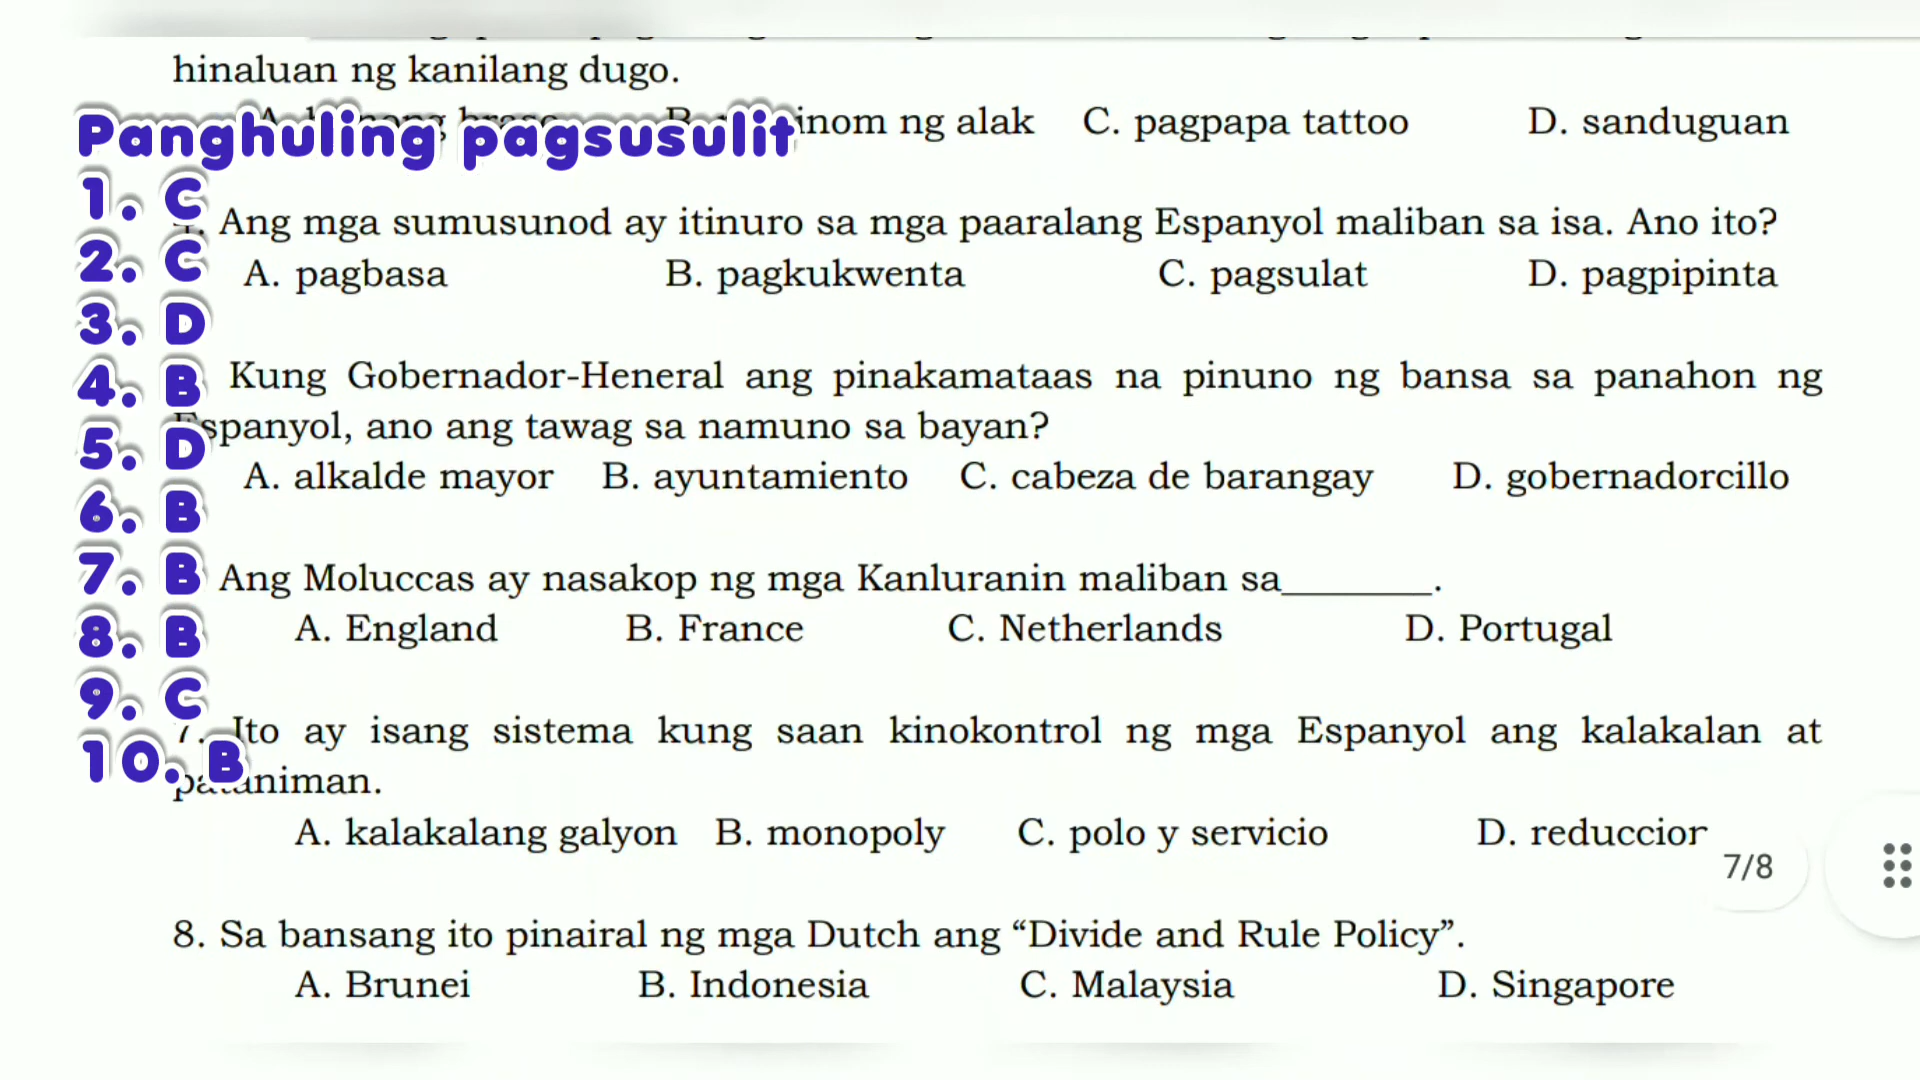 hinaluan ng kanilang dugo.
inom ng alak C. pagpapa tattoo D. sanduguan
Panghuling pagsusulit
1. C
Ang mga sumusunod ay itinuro sa mga paaralang Espanyol maliban sa isa. Ano ito?
2. C
A. pagbasa B. pagkukwenta C. pagsulat D. pagpipinta
3. D
Kung Gobernador-Heneral ang pinakamataas na pinuno ng bansa sa panahon ng
4. B
Espanyol, ano ang tawag sa namuno sa bayan?
5. D
A. alkalde mayor B. ayuntamiento C. cabeza de barangay D. gobernadorcillo
6. B
7. B
Ang Moluccas ay nasakop ng mga Kanluranin maliban sa________.
8. B
A. England B. France C. Netherlands D. Portugal
9. C
7. Ito ay isang sistema kung saan kinokontrol ng mga Espanyol ang kalakalan at
10. B
A. kalakalang galyon B. monopoly C. polo y servicio D. reduccion
7/8
8. Sa bansang ito pinairal ng mga Dutch ang “Divide and Rule Policy”.
A. Brunei B. Indonesia C. Malaysia D. Singapore